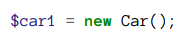 $car1 = new Car();